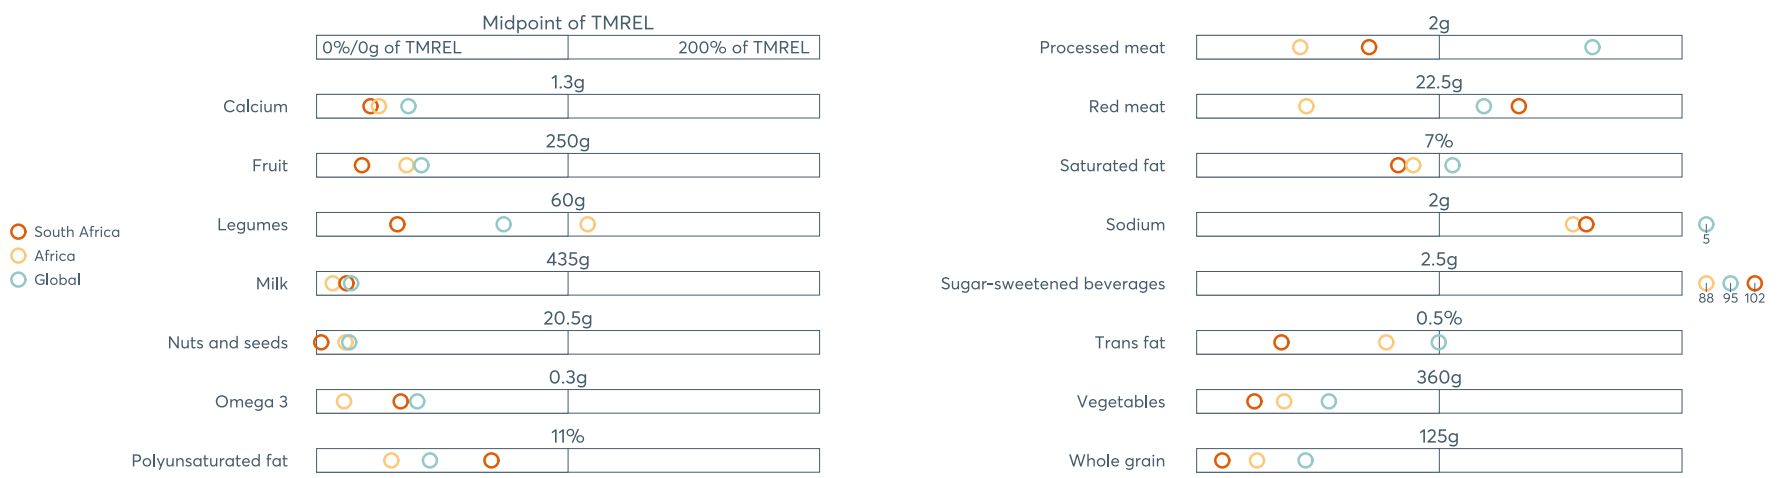 Midpoint of TMREL
0%/0g of TMREL 200% of TMREL
1.3g
Calcium
250g
Fruit
60g
Legumes
435g
Milk
20.5g
Nuts and seeds
0.3g
Omega 3
11%
Polyunsaturated fat
South Africa
Africa
Global
2g
Processed meat
22.5g
Red meat
7%
Saturated fat
2g
Sodium
5
2.5g
Sugar-sweetened beverages
88 95 102
0.5%
Trans fat
360g
Vegetables
125g
Whole grain